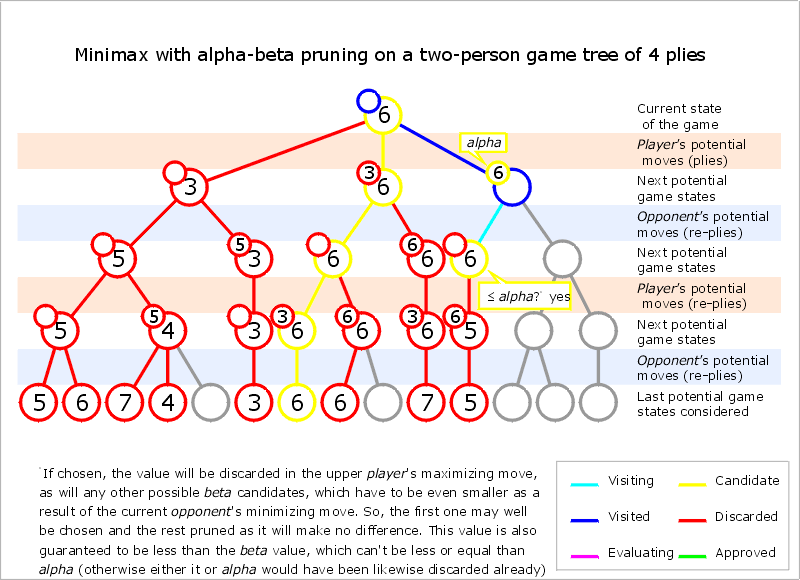 Minimax with alpha-beta pruning on a two-person game tree of 4 plies
6
Current state
of the game
alpha
Player's potential
moves (plies)
3 3 6 6
Next potential
game states
Opponent's potential
moves (re-plies)
5 5 3 6 6 6 6
Next potential
game states
≤ alpha?* yes
Player's potential
moves (re-plies)
5 5 4 3 3 6 6 6 3 6 6 5
Next potential
game states
Opponent's potential
moves (re-plies)
5 6 7 4 3 6 6 7 5
Last potential game
states considered
*If chosen, the value will be discarded in the upper player's maximizing move,
as will any other possible beta candidates, which have to be even smaller as a
result of the current opponent's minimizing move. So, the first one may well
be chosen and the rest pruned as it will make no difference. This value is also
guaranteed to be less than the beta value, which can't be less or equal than
alpha (otherwise either it or alpha would have been likewise discarded already)
Visiting
Candidate
Visited
Discarded
Evaluating
Approved